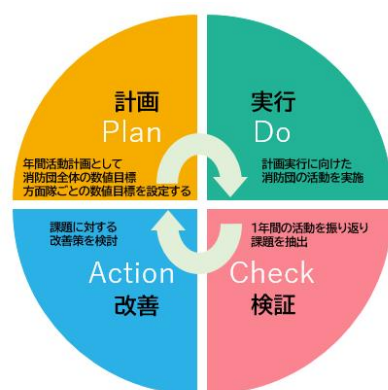 計画
Plan
年間活動計画として
消防団全体の数値目標
方面隊ごとの数値目標を設定する
実行
Do
計画実行に向けた
消防団の活動を実施
課題に対する
改善策を検討
Action
改善
1年間の活動を振り返り
課題を抽出
Check
検証